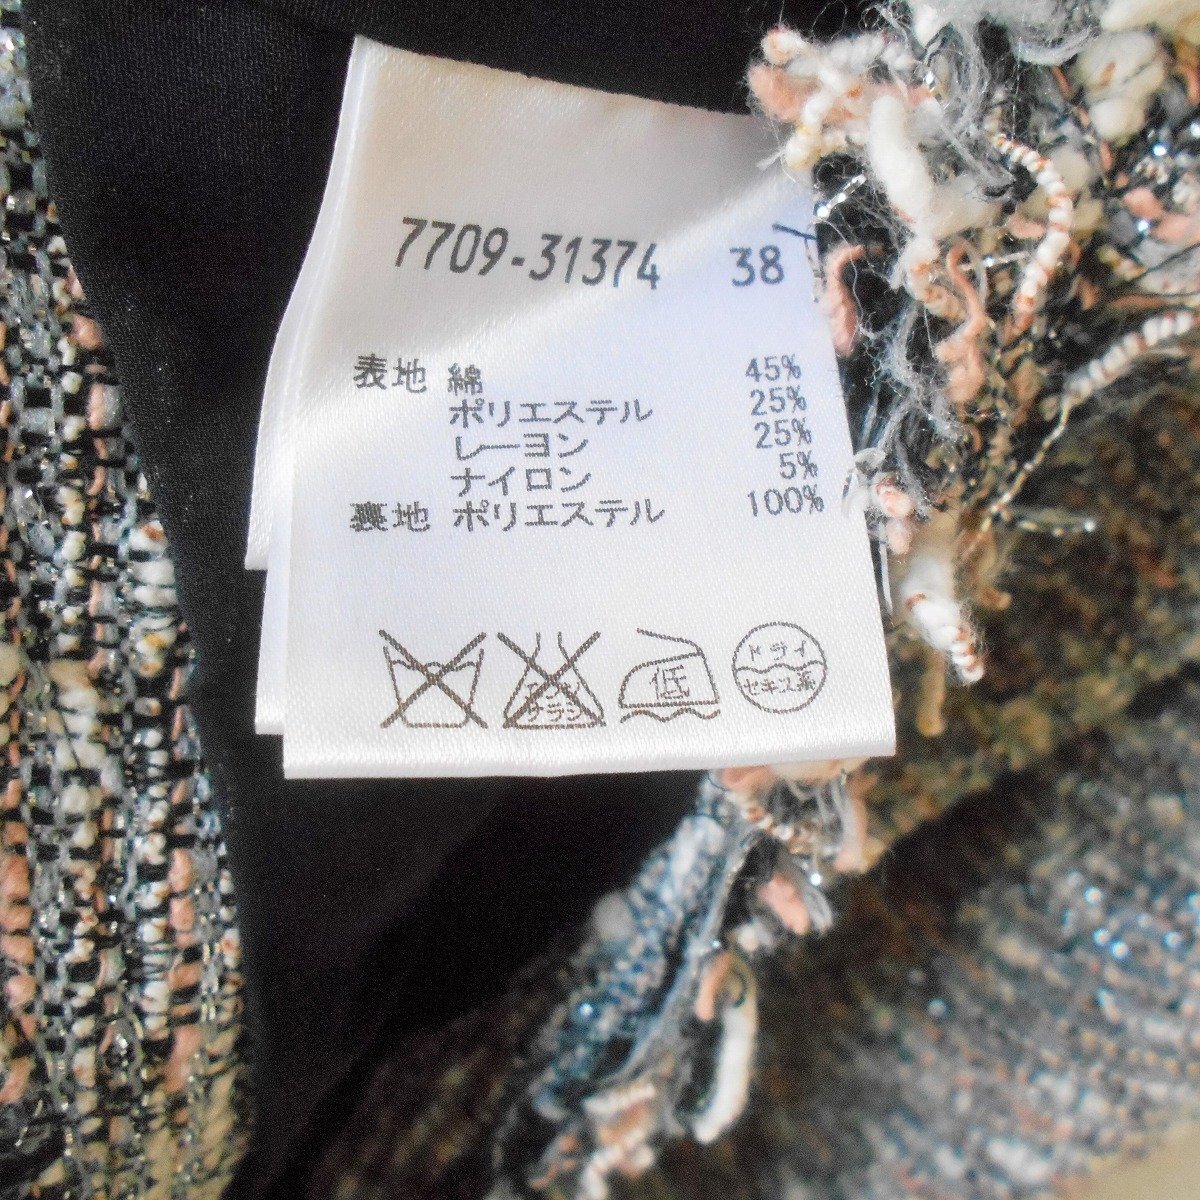 7709-31374 38
表地 綿 45%
ポリエステル 25%
レーヨン 25%
ナイロン 5%
裏地 ポリエステル 100%
エンソ
サラシ
低
ドライ
セキユ系